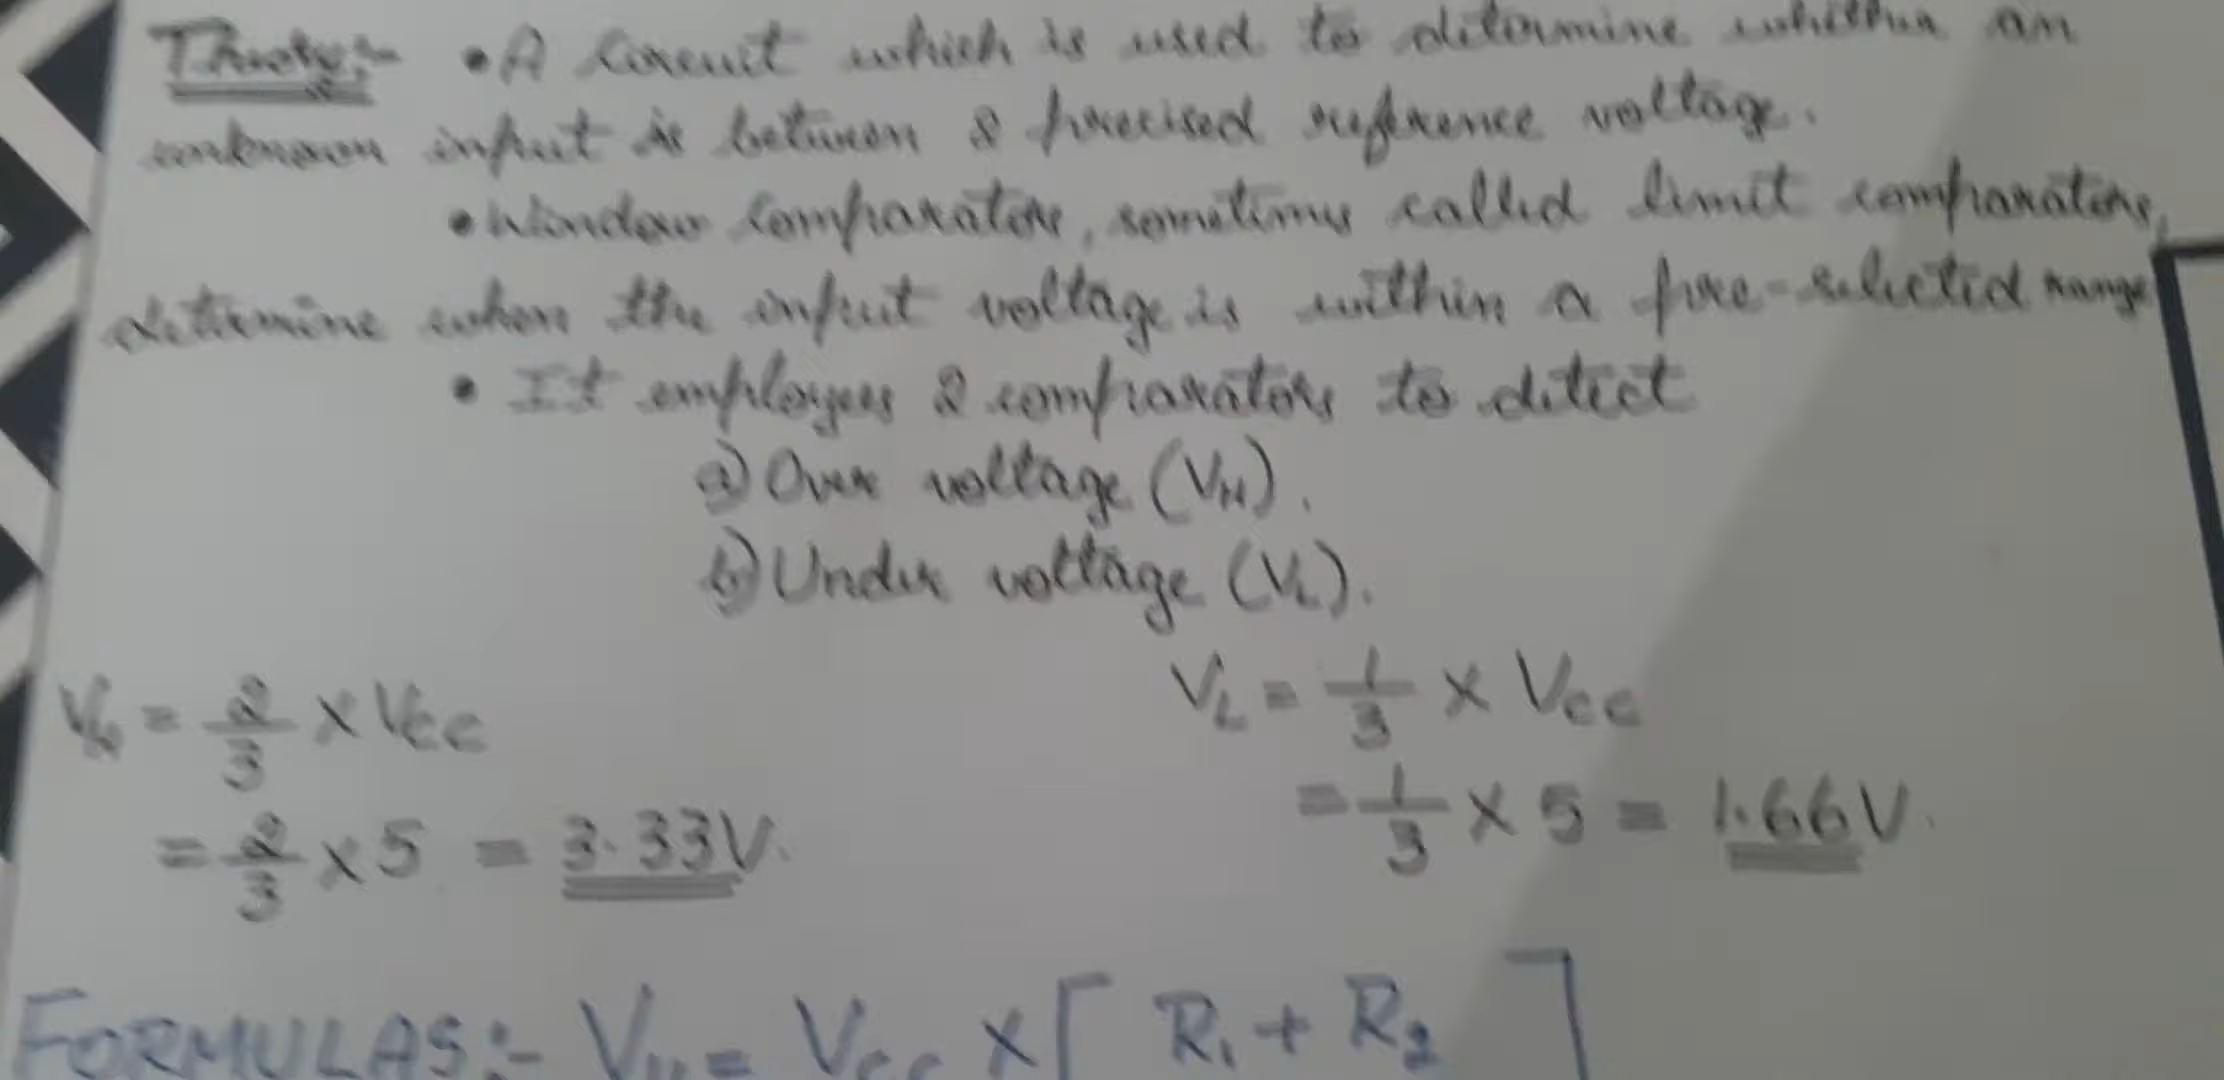 Theory:- • A circuit which is used to determine whether an
unknown input is between 2 precised reference voltage.
• Window comparators, sometimes called limit comparators,
determine when the input voltage is within a pre-selected range
• It employees 2 comparators to detect
a) Over voltage (VH).
b) Under voltage (VL).
VH = 2/3 × Vcc
= 2/3 × 5 = 3.33V.
VL = 1/3 × Vcc
= 1/3 × 5 = 1.66V.
FORMULAS:- VH = Vcc × [ R1 + R2 ]